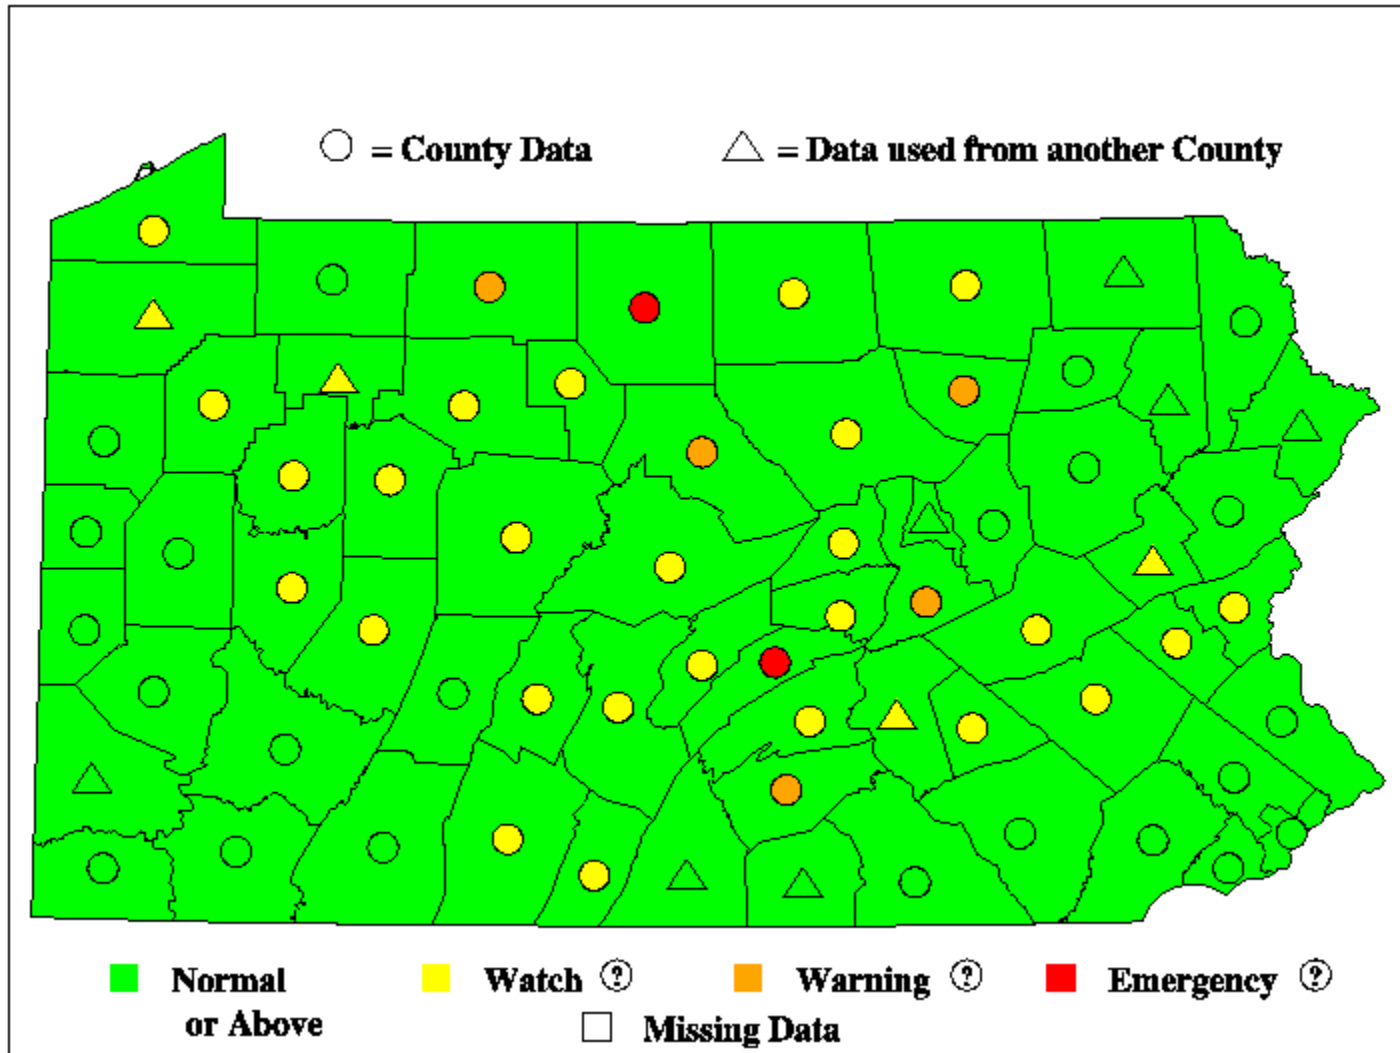 = County Data
= Data used from another County
Normal
or Above
Watch ?
Warning ?
Emergency ?
Missing Data